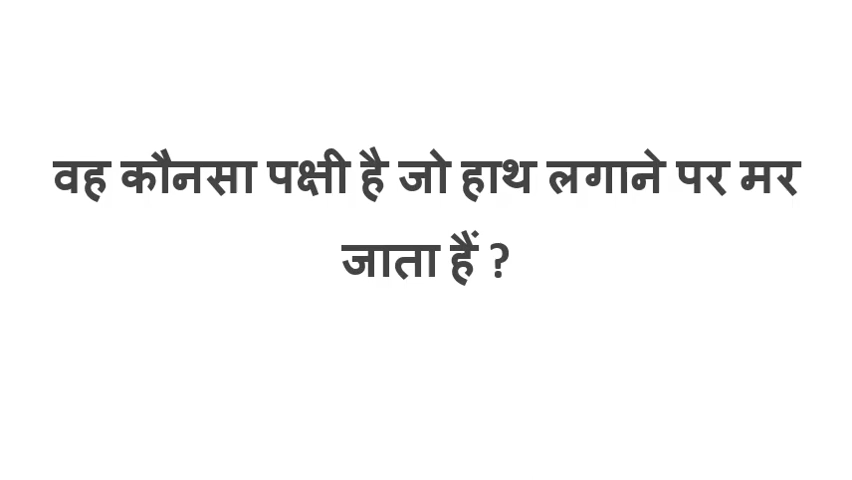 वह कौनसा पक्षी है जो हाथ लगाने पर मर
जाता हैं ?